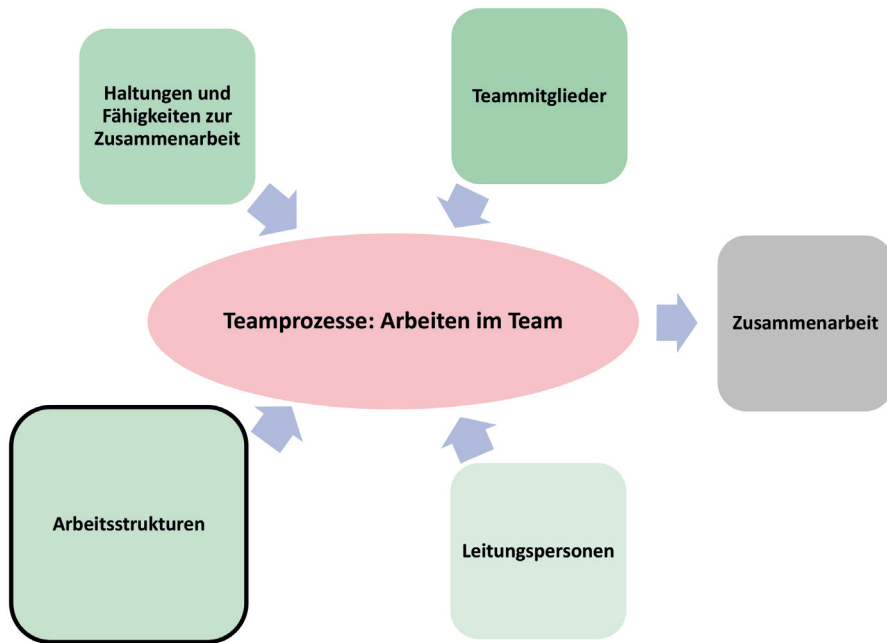 Haltungen und
Fähigkeiten zur
Zusammenarbeit
Teammitglieder
Teamprozesse: Arbeiten im Team
Zusammenarbeit
Arbeitsstrukturen
Leitungspersonen